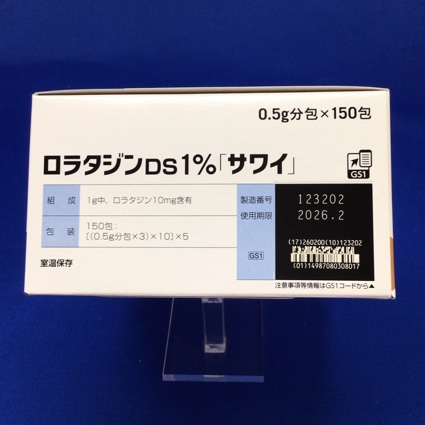 0.5g分包×150包
ロラタジンDS1%「サワイ」
GS1
組成 1g中、ロラタジン10mg含有
包装 150包:
[(0.5g分包×3)×10]×5
製造番号 123202
使用期限 2026.2
(17)260200(10)123202
GS1
(01)14987080308017
室温保存
注意事項等情報はGS1コードから▲